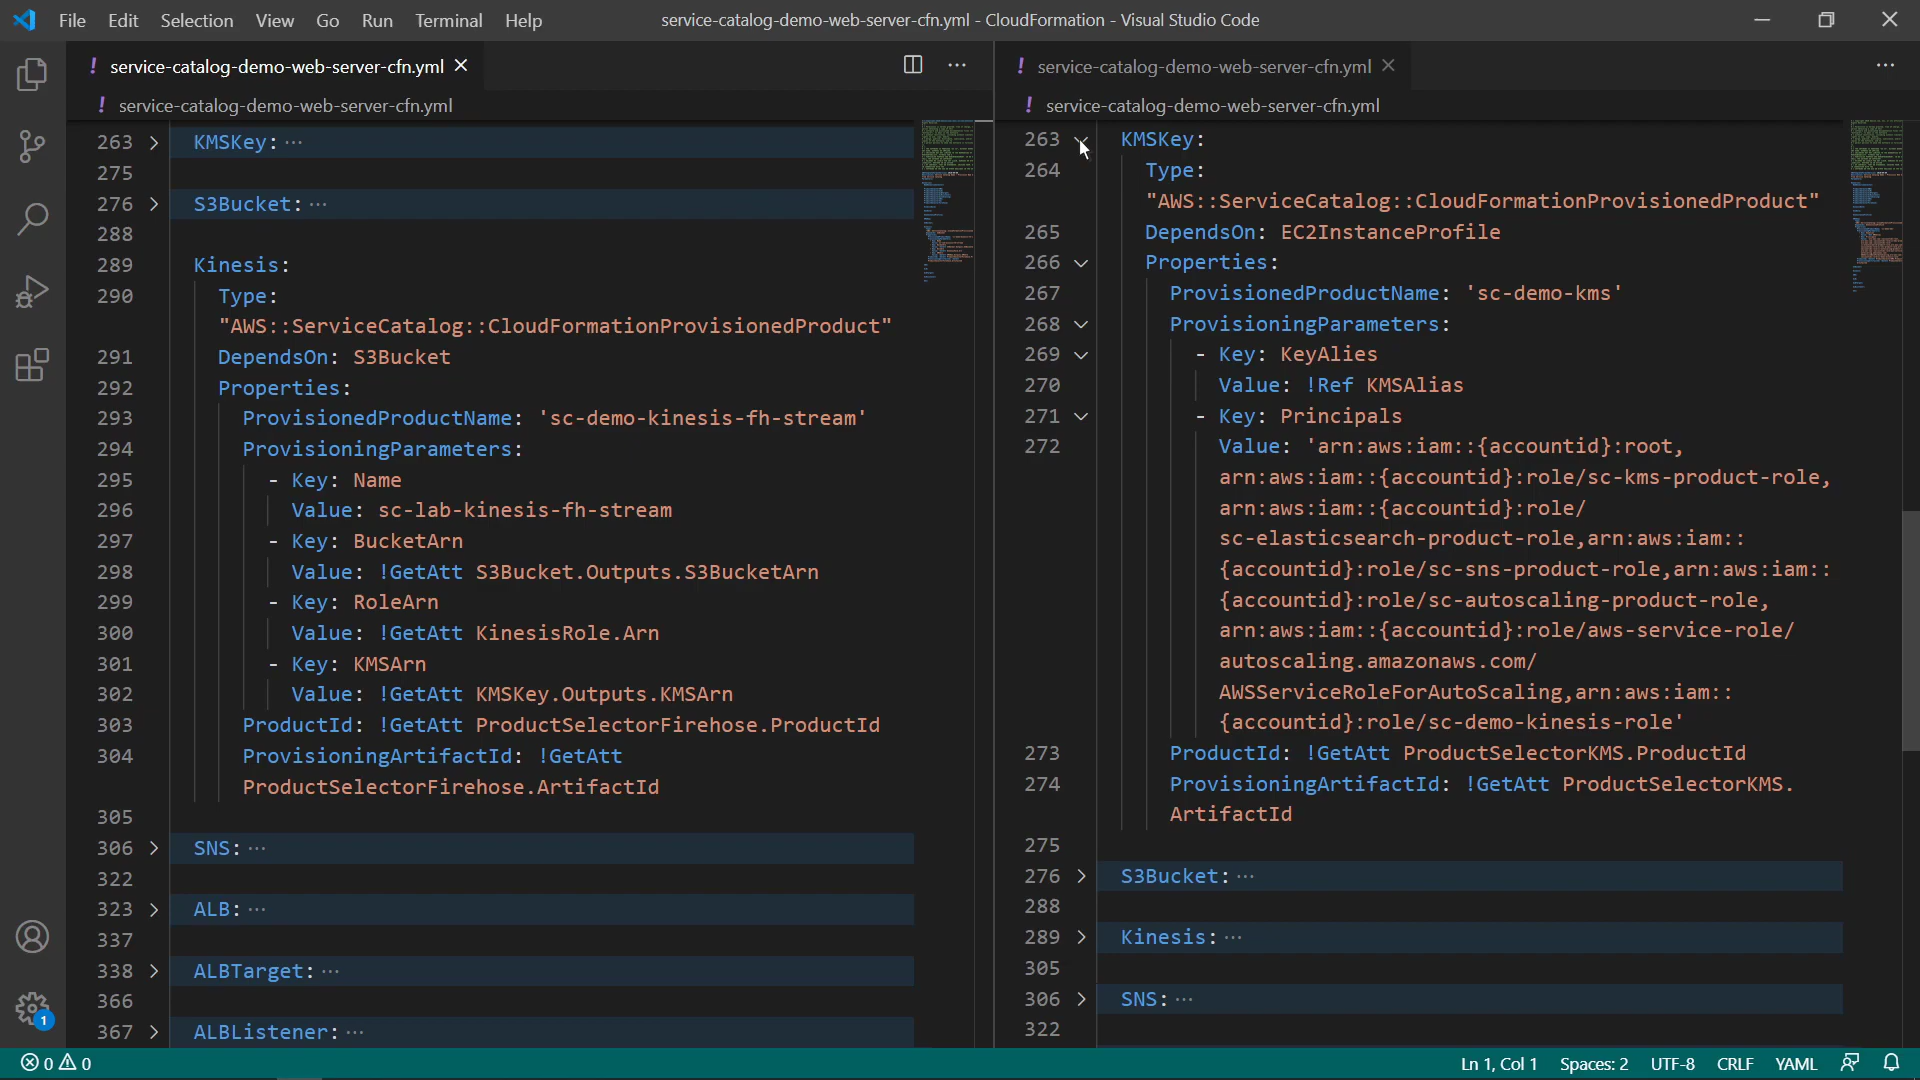 File Edit Selection View Go Run Terminal Help service-catalog-demo-web-server-cfn.yml - CloudFormation - Visual Studio Code
! service-catalog-demo-web-server-cfn.yml
! service-catalog-demo-web-server-cfn.yml
263 KMSKey: ...
275
276 S3Bucket: ...
288
289 Kinesis:
290 Type:
"AWS::ServiceCatalog::CloudFormationProvisionedProduct"
291 DependsOn: S3Bucket
292 Properties:
293 ProvisionedProductName: 'sc-demo-kinesis-fh-stream'
294 ProvisioningParameters:
295 - Key: Name
296 Value: sc-lab-kinesis-fh-stream
297 - Key: BucketArn
298 Value: !GetAtt S3Bucket.Outputs.S3BucketArn
299 - Key: RoleArn
300 Value: !GetAtt KinesisRole.Arn
301 - Key: KMSArn
302 Value: !GetAtt KMSKey.Outputs.KMSArn
303 ProductId: !GetAtt ProductSelectorFirehose.ProductId
304 ProvisioningArtifactId: !GetAtt
ProductSelectorFirehose.ArtifactId
305
306 SNS: ...
322
323 ALB: ...
337
338 ALBTarget: ...
366
367 ALBListener: ...
! service-catalog-demo-web-server-cfn.yml
! service-catalog-demo-web-server-cfn.yml
263 KMSKey:
264 Type:
"AWS::ServiceCatalog::CloudFormationProvisionedProduct"
265 DependsOn: EC2InstanceProfile
266 Properties:
267 ProvisionedProductName: 'sc-demo-kms'
268 ProvisioningParameters:
269 - Key: KeyAlies
270 Value: !Ref KMSAlias
271 - Key: Principals
272 Value: 'arn:aws:iam::{accountid}:root,
arn:aws:iam::{accountid}:role/sc-kms-product-role,
arn:aws:iam::{accountid}:role/
sc-elasticsearch-product-role,arn:aws:iam::
{accountid}:role/sc-sns-product-role,arn:aws:iam::
{accountid}:role/sc-autoscaling-product-role,
arn:aws:iam::{accountid}:role/aws-service-role/
autoscaling.amazonaws.com/
AWSServiceRoleForAutoScaling,arn:aws:iam::
{accountid}:role/sc-demo-kinesis-role'
273 ProductId: !GetAtt ProductSelectorKMS.ProductId
274 ProvisioningArtifactId: !GetAtt ProductSelectorKMS.
ArtifactId
275
276 S3Bucket: ...
288
289 Kinesis: ...
305
306 SNS: ...
322
1
0 0 Ln 1, Col 1 Spaces: 2 UTF-8 CRLF YAML